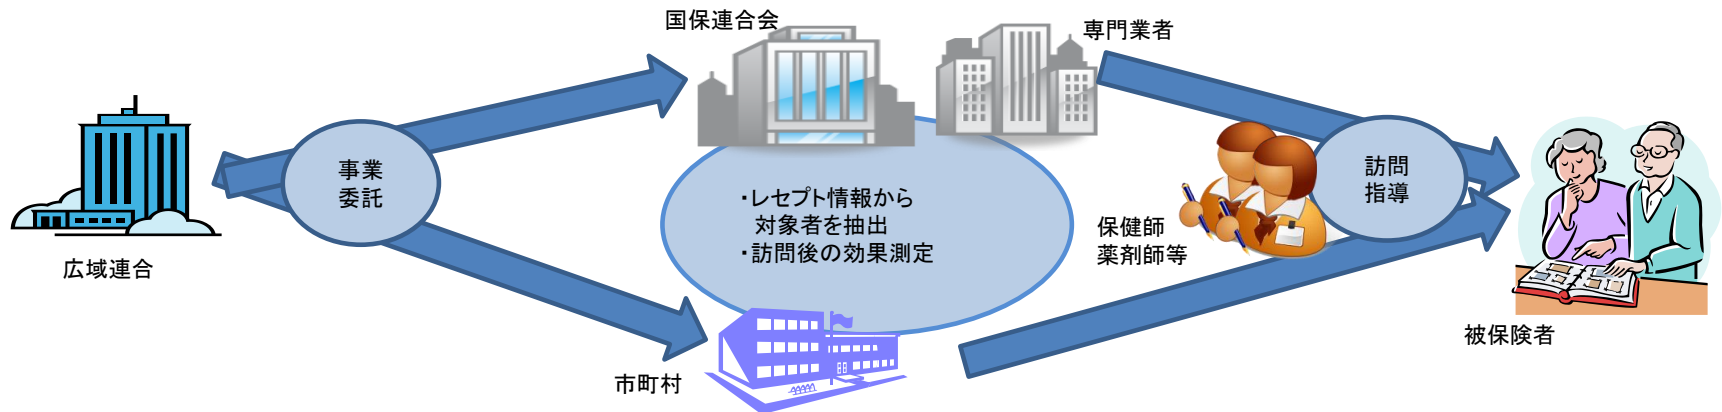 国保連合会
専門業者
事業
委託
・レセプト情報から
対象者を抽出
・訪問後の効果測定
訪問
指導
保健師
薬剤師等
広域連合
市町村
被保険者